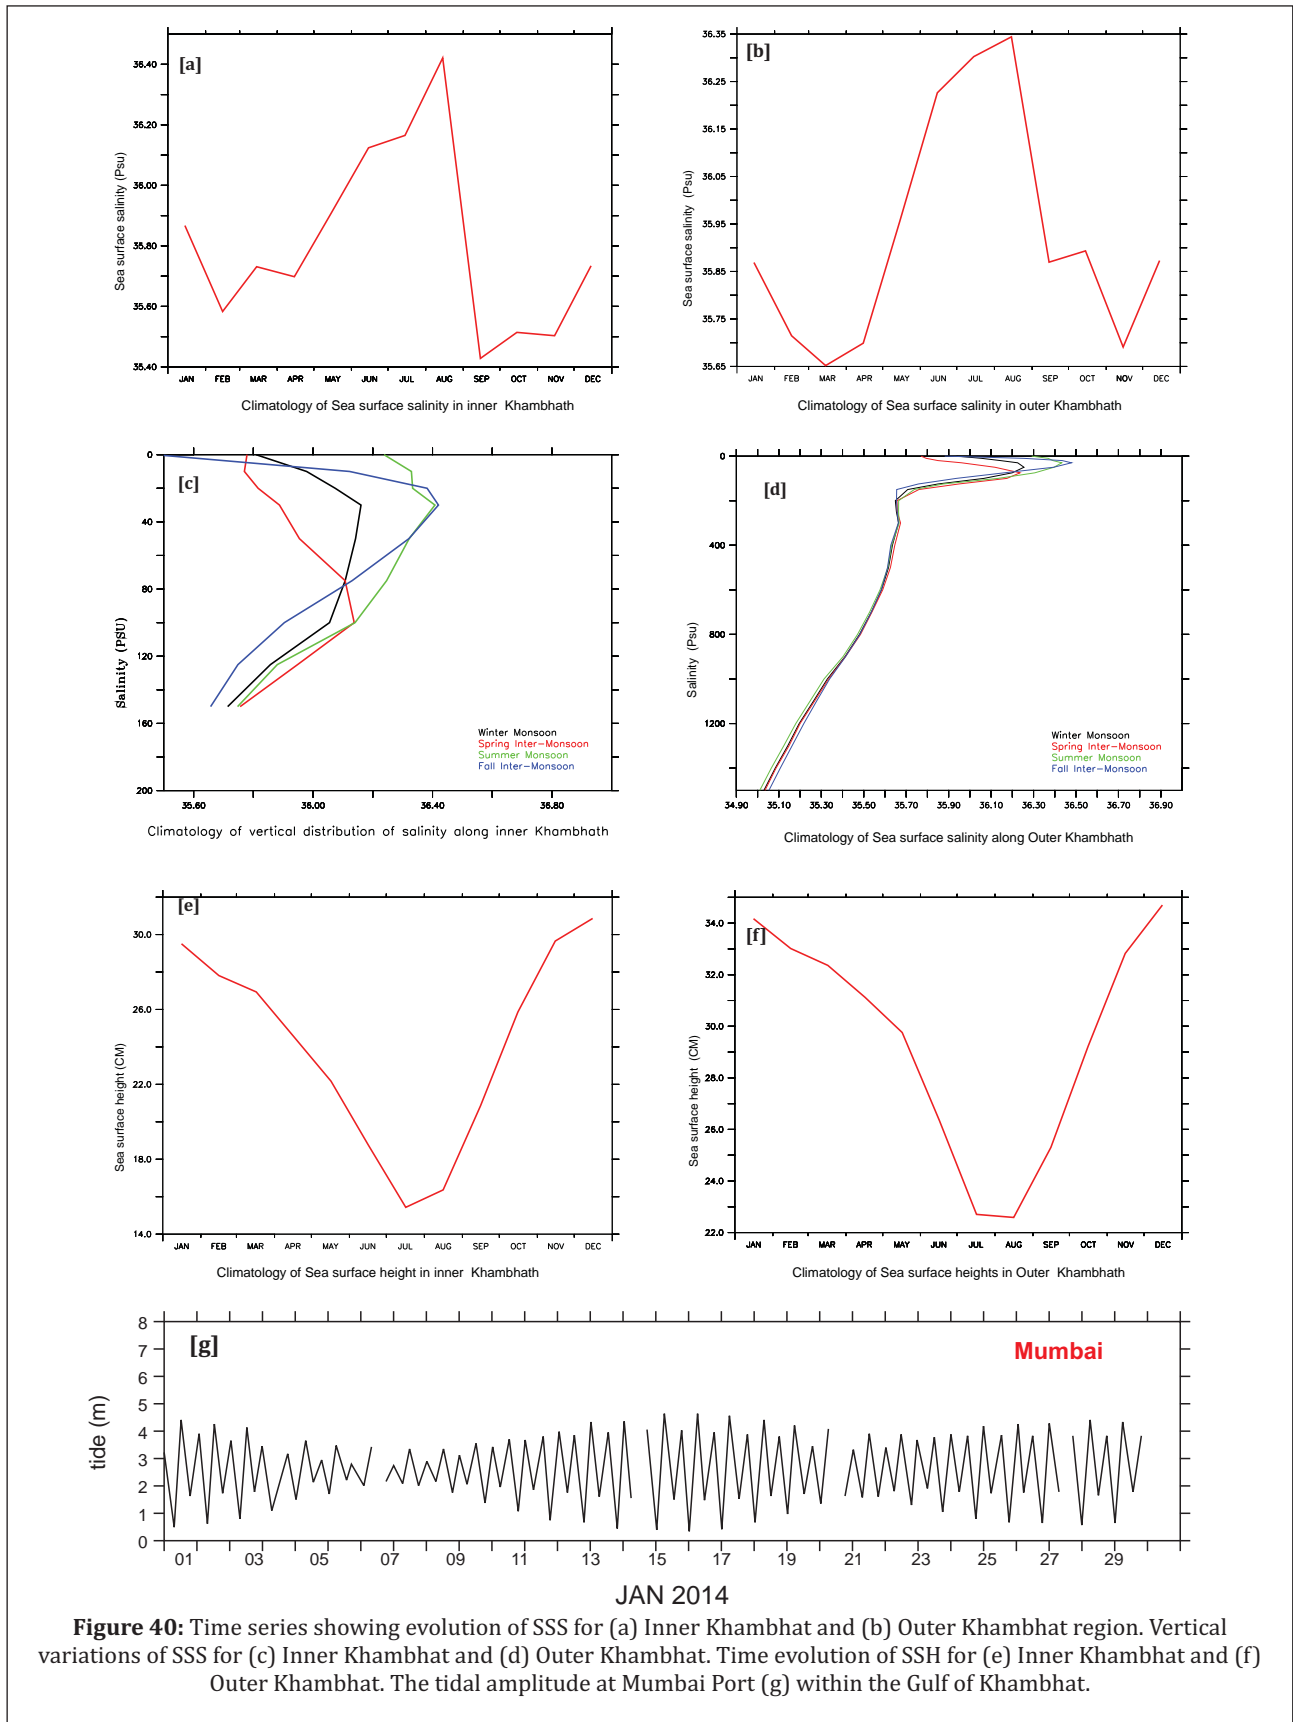 [a]
Sea surface salinity (Psu)
36.40
36.20
36.00
35.80
35.60
35.40
JAN FEB MAR APR MAY JUN JUL AUG SEP OCT NOV DEC
Climatology of Sea surface salinity in inner Khambhath
[b]
Sea surface salinity (Psu)
36.35
36.25
36.15
36.05
35.95
35.85
35.75
35.65
JAN FEB MAR APR MAY JUN JUL AUG SEP OCT NOV DEC
Climatology of Sea surface salinity in outer Khambhath
[c]
Salinity (PSU)
0
40
80
120
160
200
Winter Monsoon
Spring Inter-Monsoon
Summer Monsoon
Fall Inter-Monsoon
35.60 36.00 36.40 36.80
Climatology of vertical distribution of salinity along inner Khambhath
[d]
Salinity (Psu)
0
400
800
1200
Winter Monsoon
Spring Inter-Monsoon
Summer Monsoon
Fall Inter-Monsoon
34.90 35.10 35.30 35.50 35.70 35.90 36.10 36.30 36.50 36.70 36.90
Climatology of Sea surface salinity along Outer Khambhath
[e]
Sea surface height (CM)
30.0
26.0
22.0
18.0
14.0
JAN FEB MAR APR MAY JUN JUL AUG SEP OCT NOV DEC
Climatology of Sea surface height in inner Khambhath
[f]
Sea surface height (CM)
34.0
32.0
30.0
28.0
26.0
24.0
22.0
JAN FEB MAR APR MAY JUN JUL AUG SEP OCT NOV DEC
Climatology of Sea surface heights in Outer Khambhath
[g]
Mumbai
tide (m)
8
7
6
5
4
3
2
1
0
01 03 05 07 09 11 13 15 17 19 21 23 25 27 29
JAN 2014
Figure 40: Time series showing evolution of SSS for (a) Inner Khambhat and (b) Outer Khambhat region. Vertical
variations of SSS for (c) Inner Khambhat and (d) Outer Khambhat. Time evolution of SSH for (e) Inner Khambhat and (f)
Outer Khambhat. The tidal amplitude at Mumbai Port (g) within the Gulf of Khambhat.